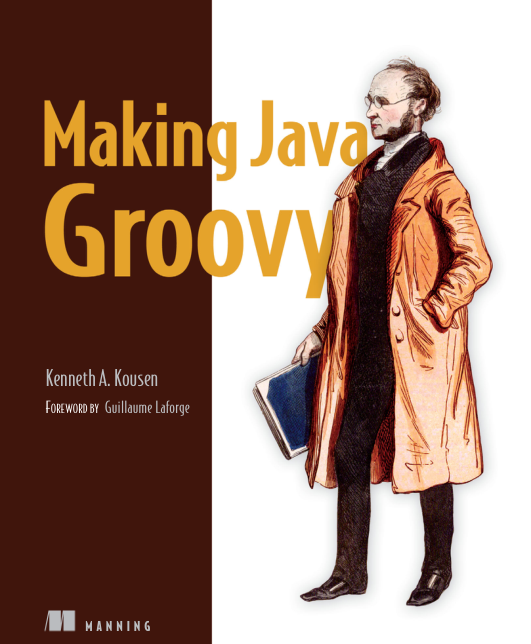 Making Java
Groovy
Kenneth A. Kousen
FOREWORD BY Guillaume Laforge
MANNING